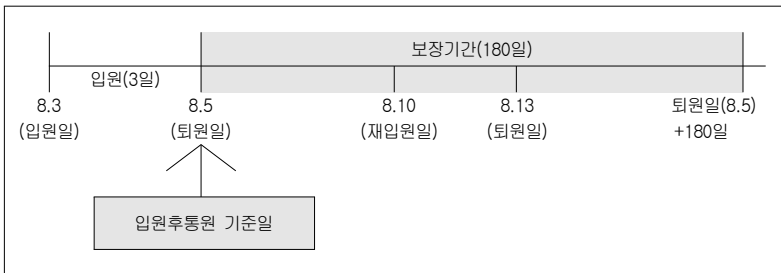 보장기간(180일)
입원(3일)
8.3 8.5 8.10 8.13 퇴원일(8.5)
(입원일) (퇴원일) (재입원일) (퇴원일) +180일
입원후통원 기준일